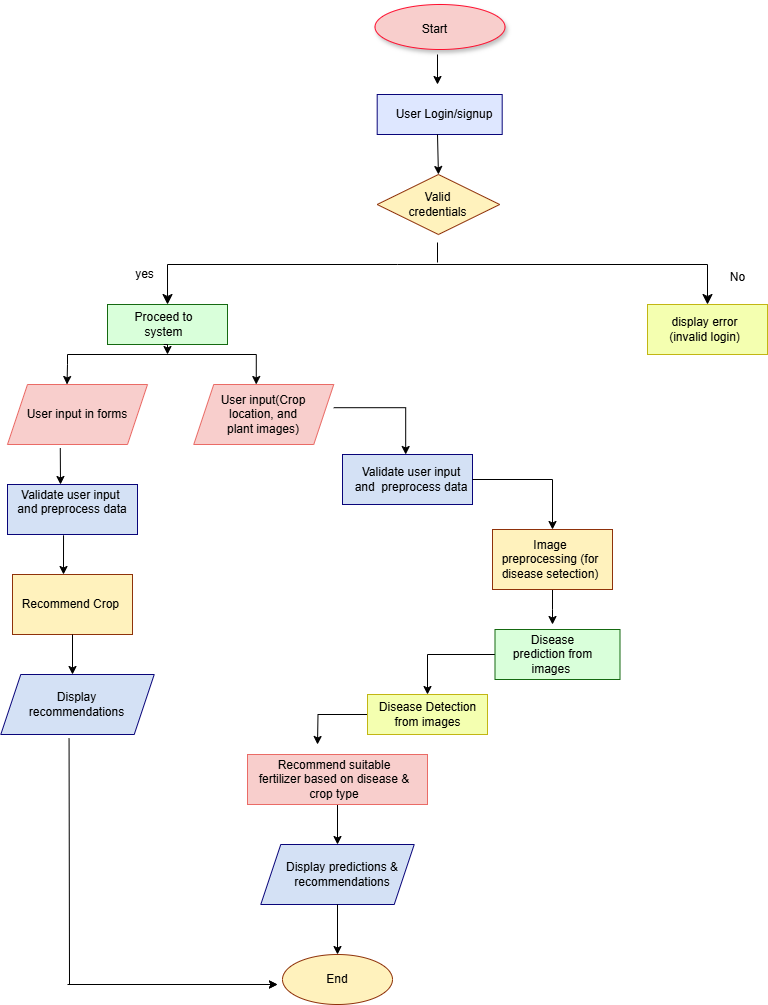 Start
User Login/signup
Valid
credentials
yes
No
Proceed to
system
display error
(invalid login)
User input in forms
User input(Crop
location, and
plant images)
Validate user input
and preprocess data
Validate user input
and preprocess data
Image
preprocessing (for
disease setection)
Recommend Crop
Disease
prediction from
images
Display
recommendations
Disease Detection
from images
Recommend suitable
fertilizer based on disease &
crop type
Display predictions &
recommendations
End